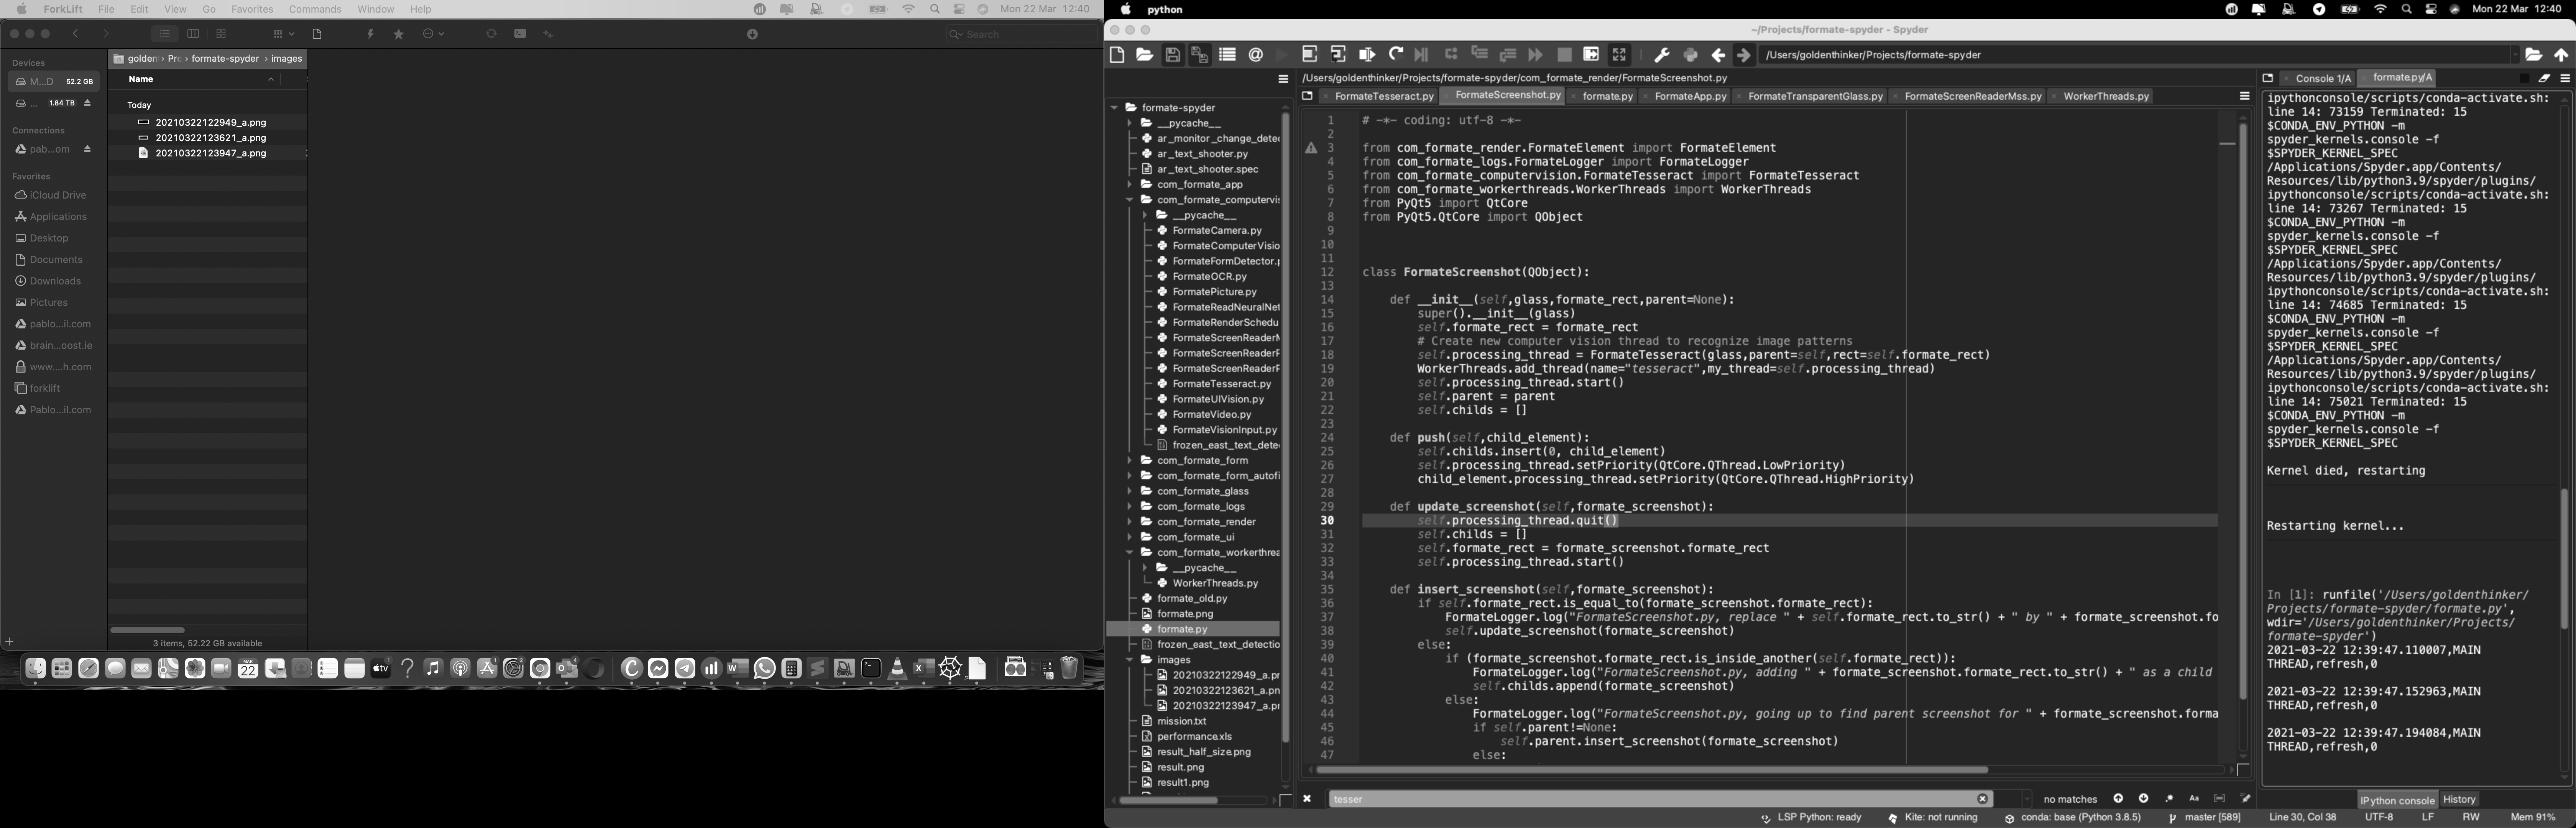 ForkLift File Edit View Go Favorites Commands Window Help
Mon 22 Mar 12:40
Search
Devices
M...D 52.2 GB
... 1.84 TB
Connections
pab...om
Favorites
iCloud Drive
Applications
Desktop
Documents
Downloads
Pictures
pablo...il.com
brain...oost.ie
www....h.com
forklift
Pablo...il.com
golden › Pro › formate-spyder › images
Name
Today
20210322122949_a.png
20210322123621_a.png
20210322123947_a.png
3 items, 52.22 GB available
MAR
22
tv
python
Mon 22 Mar 12:40
~/Projects/formate-spyder - Spyder
/Users/goldenthinker/Projects/formate-spyder
formate-spyder
__pycache__
ar_monitor_change_detec
ar_text_shooter.py
ar_text_shooter.spec
com_formate_app
com_formate_computervis
__pycache__
FormateCamera.py
FormateComputerVisio
FormateFormDetector.p
FormateOCR.py
FormatePicture.py
FormateReadNeuralNet
FormateRenderSchedu
FormateScreenReaderM
FormateScreenReaderF
FormateScreenReaderF
FormateTesseract.py
FormateUIVision.py
FormateVideo.py
FormateVisionInput.py
frozen_east_text_detec
com_formate_form
com_formate_form_autofi
com_formate_glass
com_formate_logs
com_formate_render
com_formate_ui
com_formate_workerthrea
__pycache__
WorkerThreads.py
formate_old.py
formate.png
formate.py
frozen_east_text_detectio
images
20210322122949_a.pr
20210322123621_a.pn
20210322123947_a.pr
mission.txt
performance.xls
result_half_size.png
result.png
result1.png
/Users/goldenthinker/Projects/formate-spyder/com_formate_render/FormateScreenshot.py
FormateTesseract.py FormateScreenshot.py formate.py FormateApp.py FormateTransparentGlass.py FormateScreenReaderMss.py WorkerThreads.py
1 # -*- coding: utf-8 -*-
2
3 from com_formate_render.FormateElement import FormateElement
4 from com_formate_logs.FormateLogger import FormateLogger
5 from com_formate_computervision.FormateTesseract import FormateTesseract
6 from com_formate_workerthreads.WorkerThreads import WorkerThreads
7 from PyQt5 import QtCore
8 from PyQt5.QtCore import QObject
9
10
11
12 class FormateScreenshot(QObject):
13
14 def __init__(self,glass,formate_rect,parent=None):
15 super().__init__(glass)
16 self.formate_rect = formate_rect
17 # Create new computer vision thread to recognize image patterns
18 self.processing_thread = FormateTesseract(glass,parent=self,rect=self.formate_rect)
19 WorkerThreads.add_thread(name="tesseract",my_thread=self.processing_thread)
20 self.processing_thread.start()
21 self.parent = parent
22 self.childs = []
23
24 def push(self,child_element):
25 self.childs.insert(0, child_element)
26 self.processing_thread.setPriority(QtCore.QThread.LowPriority)
27 child_element.processing_thread.setPriority(QtCore.QThread.HighPriority)
28
29 def update_screenshot(self,formate_screenshot):
30 self.processing_thread.quit()
31 self.childs = []
32 self.formate_rect = formate_screenshot.formate_rect
33 self.processing_thread.start()
34
35 def insert_screenshot(self,formate_screenshot):
36 if self.formate_rect.is_equal_to(formate_screenshot.formate_rect):
37 FormateLogger.log("FormateScreenshot.py, replace " + self.formate_rect.to_str() + " by " + formate_screenshot.fo
38 self.update_screenshot(formate_screenshot)
39 else:
40 if (formate_screenshot.formate_rect.is_inside_another(self.formate_rect)):
41 FormateLogger.log("FormateScreenshot.py, adding " + formate_screenshot.formate_rect.to_str() + " as a child
42 self.childs.append(formate_screenshot)
43 else:
44 FormateLogger.log("FormateScreenshot.py, going up to find parent screenshot for " + formate_screenshot.forma
45 if self.parent!=None:
46 self.parent.insert_screenshot(formate_screenshot)
47 else:
tesser
no matches
Console 1/A formate.py/A
ipythonconsole/scripts/conda-activate.sh:
line 14: 73159 Terminated: 15
$CONDA_ENV_PYTHON -m
spyder_kernels.console -f
$SPYDER_KERNEL_SPEC
/Applications/Spyder.app/Contents/
Resources/lib/python3.9/spyder/plugins/
ipythonconsole/scripts/conda-activate.sh:
line 14: 73267 Terminated: 15
$CONDA_ENV_PYTHON -m
spyder_kernels.console -f
$SPYDER_KERNEL_SPEC
/Applications/Spyder.app/Contents/
Resources/lib/python3.9/spyder/plugins/
ipythonconsole/scripts/conda-activate.sh:
line 14: 74685 Terminated: 15
$CONDA_ENV_PYTHON -m
spyder_kernels.console -f
$SPYDER_KERNEL_SPEC
/Applications/Spyder.app/Contents/
Resources/lib/python3.9/spyder/plugins/
ipythonconsole/scripts/conda-activate.sh:
line 14: 75021 Terminated: 15
$CONDA_ENV_PYTHON -m
spyder_kernels.console -f
$SPYDER_KERNEL_SPEC
Kernel died, restarting
Restarting kernel...
In [1]: runfile('/Users/goldenthinker/
Projects/formate-spyder/formate.py',
wdir='/Users/goldenthinker/Projects/
formate-spyder')
2021-03-22 12:39:47.110007,MAIN
THREAD,refresh,0
2021-03-22 12:39:47.152963,MAIN
THREAD,refresh,0
2021-03-22 12:39:47.194084,MAIN
THREAD,refresh,0
IPython console History
LSP Python: ready Kite: not running conda: base (Python 3.8.5) master [589] Line 30, Col 38 UTF-8 LF RW Mem 91%